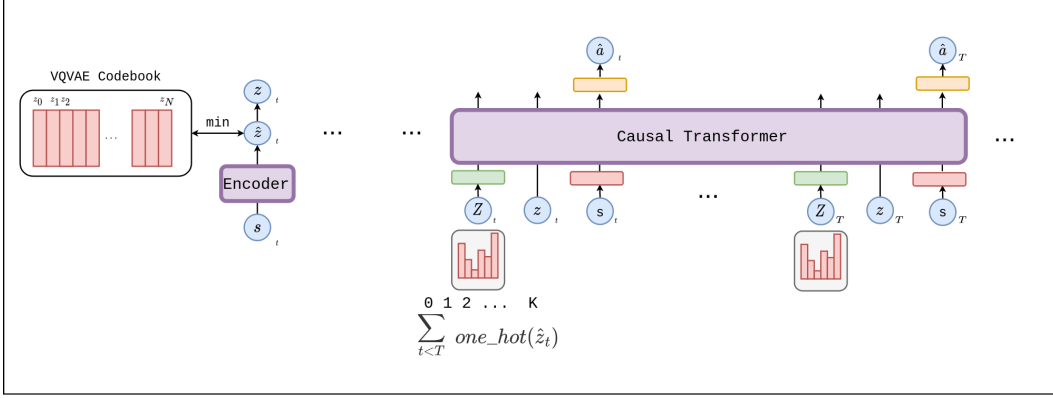 VQVAE Codebook
z0 z1 z2 ... zN
min
z t
ẑ t
Encoder
s t
... ...
â t
â T
Causal Transformer
...
...
Z t z t s t
Z T z T s T
0 1 2 ... K
∑ t<T one_hot(ẑt)